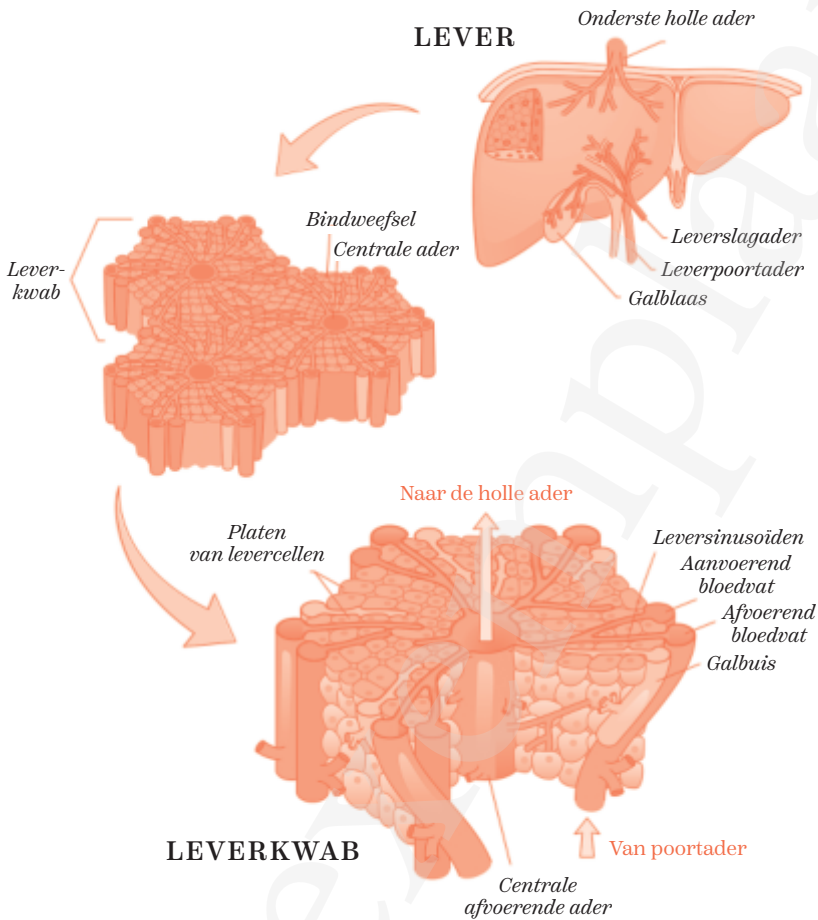 LEVER
Onderste holle ader
Bindweefsel
Centrale ader
Lever-
kwab
Leverslagader
Leverpoortader
Galblaas
Naar de holle ader
Platen
van levercellen
Leversinusoïden
Aanvoerend
bloedvat
Afvoerend
bloedvat
Galbuis
LEVERKWAB
Van poortader
Centrale
afvoerende ader